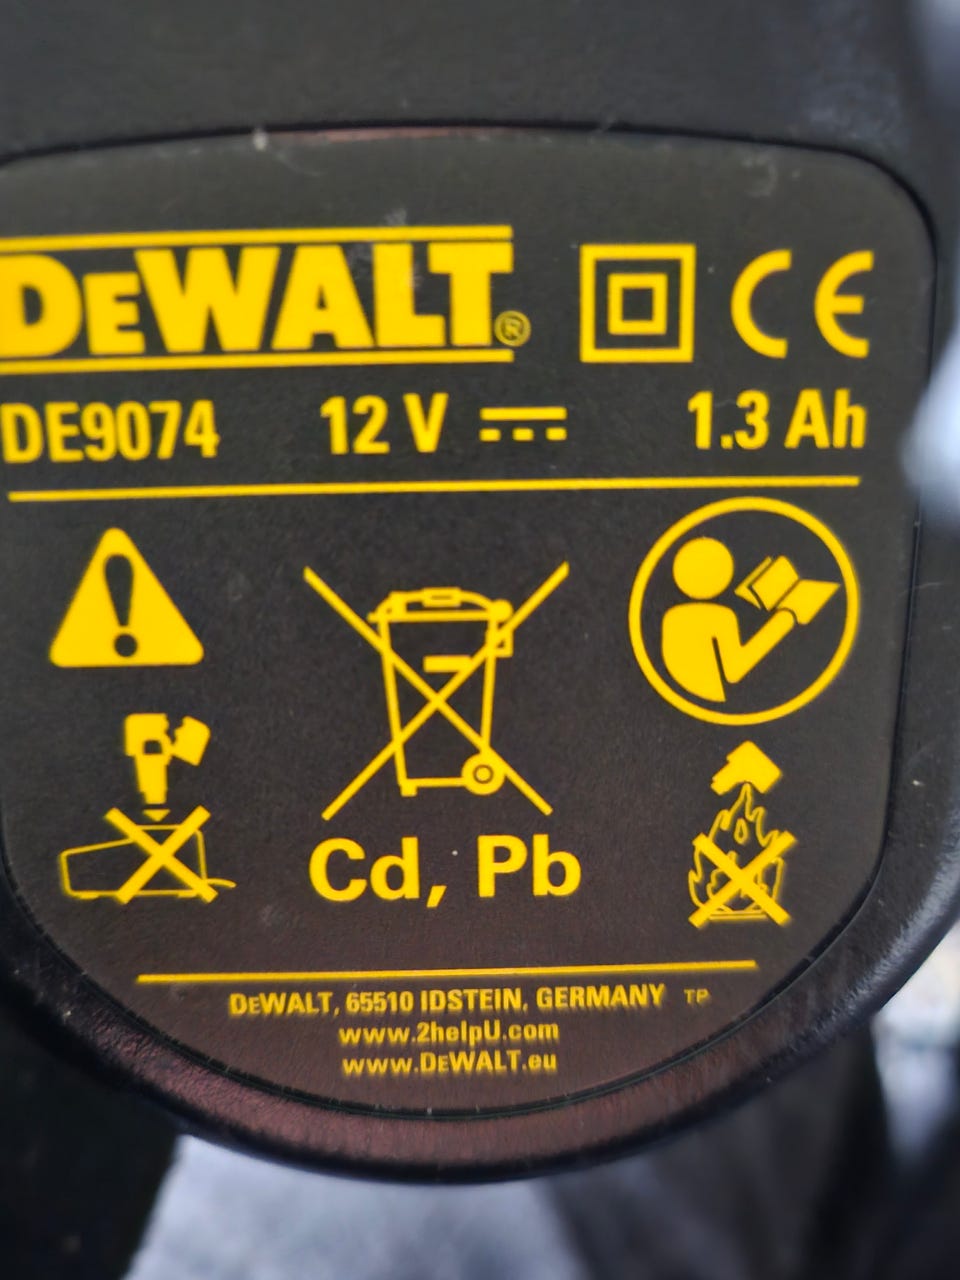 DEWALT® CE
DE9074 12 V 1.3 Ah
Cd, Pb
DEWALT, 65510 IDSTEIN, GERMANY TP
www.2helpU.com
www.DEWALT.eu